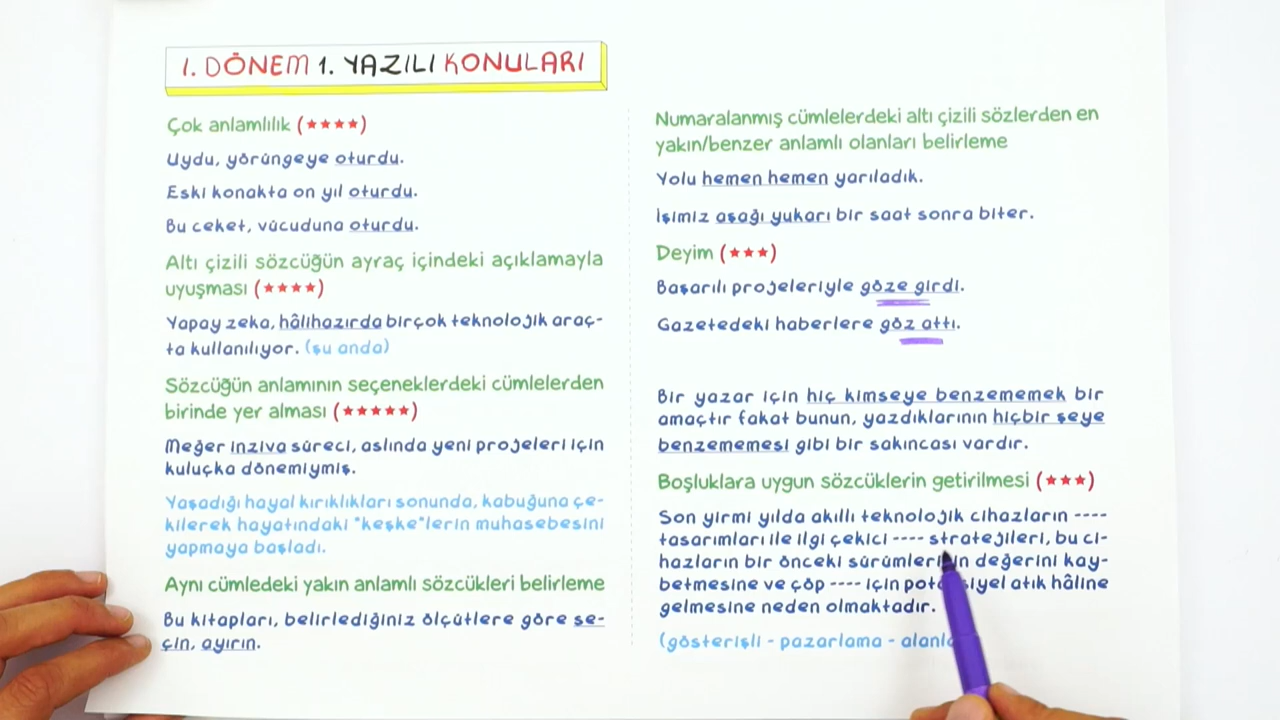 1. DÖNEM 1. YAZILI KONULARI
Çok anlamlılık (★★★★)
Uydu, yörüngeye oturdu.
Eski konakta on yıl oturdu.
Bu ceket, vücuduna oturdu.
Altı çizili sözcüğün ayraç içindeki açıklamayla
uyuşması (★★★★)
Yapay zeka, hâlihazırda birçok teknolojik araç-
ta kullanılıyor. (şu anda)
Sözcüğün anlamının seçeneklerdeki cümlelerden
birinde yer alması (★★★★★)
Meğer inziva süreci, aslında yeni projeleri için
kuluçka dönemiymiş.
Yaşadığı hayal kırıklıkları sonunda, kabuğuna çe-
kilerek hayatındaki "keşke"lerin muhasebesini
yapmaya başladı.
Aynı cümledeki yakın anlamlı sözcükleri belirleme
Bu kitapları, belirlediğiniz ölçütlere göre se-
çin, ayırın.
Numaralanmış cümlelerdeki altı çizili sözlerden en
yakın/benzer anlamlı olanları belirleme
Yolu hemen hemen yarıladık.
İşimiz aşağı yukarı bir saat sonra biter.
Deyim (★★★)
Başarılı projeleriyle göze girdi.
Gazetedeki haberlere göz attı.
Bir yazar için hiç kimseye benzememek bir
amaçtır fakat bunun, yazdıklarının hiçbir şeye
benzememesi gibi bir sakıncası vardır.
Boşluklara uygun sözcüklerin getirilmesi (★★★)
Son yirmi yılda akıllı teknolojik cihazların ----
tasarımları ile ilgi çekici ---- stratejileri, bu ci-
hazların bir önceki sürümlerinin değerini kay-
betmesine ve çöp ---- için potansiyel atık hâline
gelmesine neden olmaktadır.
(gösterişli - pazarlama -